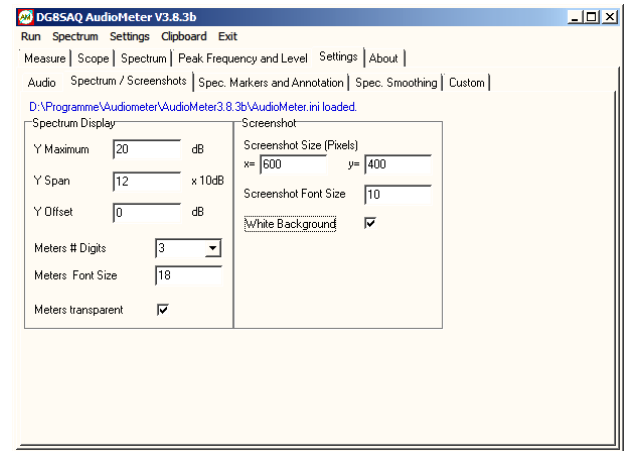 DG8SAQ AudioMeter V3.8.3b
Run Spectrum Settings Clipboard Exit
Measure Scope Spectrum Peak Frequency and Level Settings About
Audio Spectrum / Screenshots Spec. Markers and Annotation Spec. Smoothing Custom
D:\Programme\Audiometer\AudioMeter3.8.3b\AudioMeter.ini loaded.
Spectrum Display
Y Maximum 20 dB
Y Span 12 x 10dB
Y Offset 0 dB
Meters # Digits 3
Meters Font Size 18
Meters transparent
Screenshot
Screenshot Size (Pixels)
x= 600 y= 400
Screenshot Font Size 10
White Background